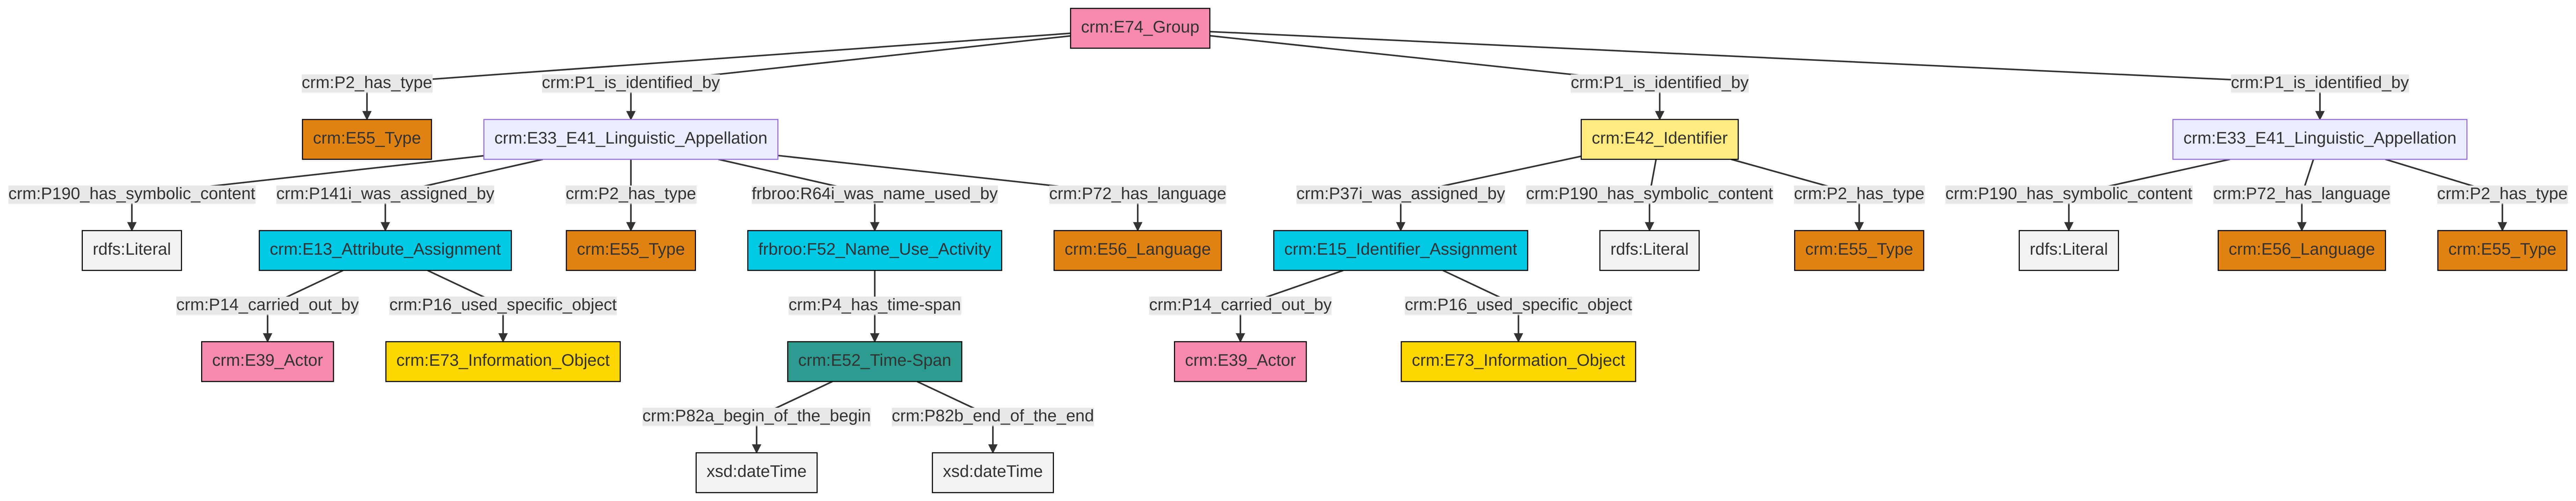 crm:E74_Group
crm:P2_has_type
crm:P1_is_identified_by
crm:P1_is_identified_by
crm:P1_is_identified_by
crm:E55_Type
crm:E33_E41_Linguistic_Appellation
crm:E42_Identifier
crm:E33_E41_Linguistic_Appellation
crm:P190_has_symbolic_content
crm:P141i_was_assigned_by
crm:P2_has_type
frbroo:R64i_was_name_used_by
crm:P72_has_language
crm:P37i_was_assigned_by
crm:P190_has_symbolic_content
crm:P2_has_type
crm:P190_has_symbolic_content
crm:P72_has_language
crm:P2_has_type
rdfs:Literal
crm:E13_Attribute_Assignment
crm:E55_Type
frbroo:F52_Name_Use_Activity
crm:E56_Language
crm:E15_Identifier_Assignment
rdfs:Literal
crm:E55_Type
rdfs:Literal
crm:E56_Language
crm:E55_Type
crm:P14_carried_out_by
crm:P16_used_specific_object
crm:P4_has_time-span
crm:P14_carried_out_by
crm:P16_used_specific_object
crm:E39_Actor
crm:E73_Information_Object
crm:E52_Time-Span
crm:E39_Actor
crm:E73_Information_Object
crm:P82a_begin_of_the_begin
crm:P82b_end_of_the_end
xsd:dateTime
xsd:dateTime